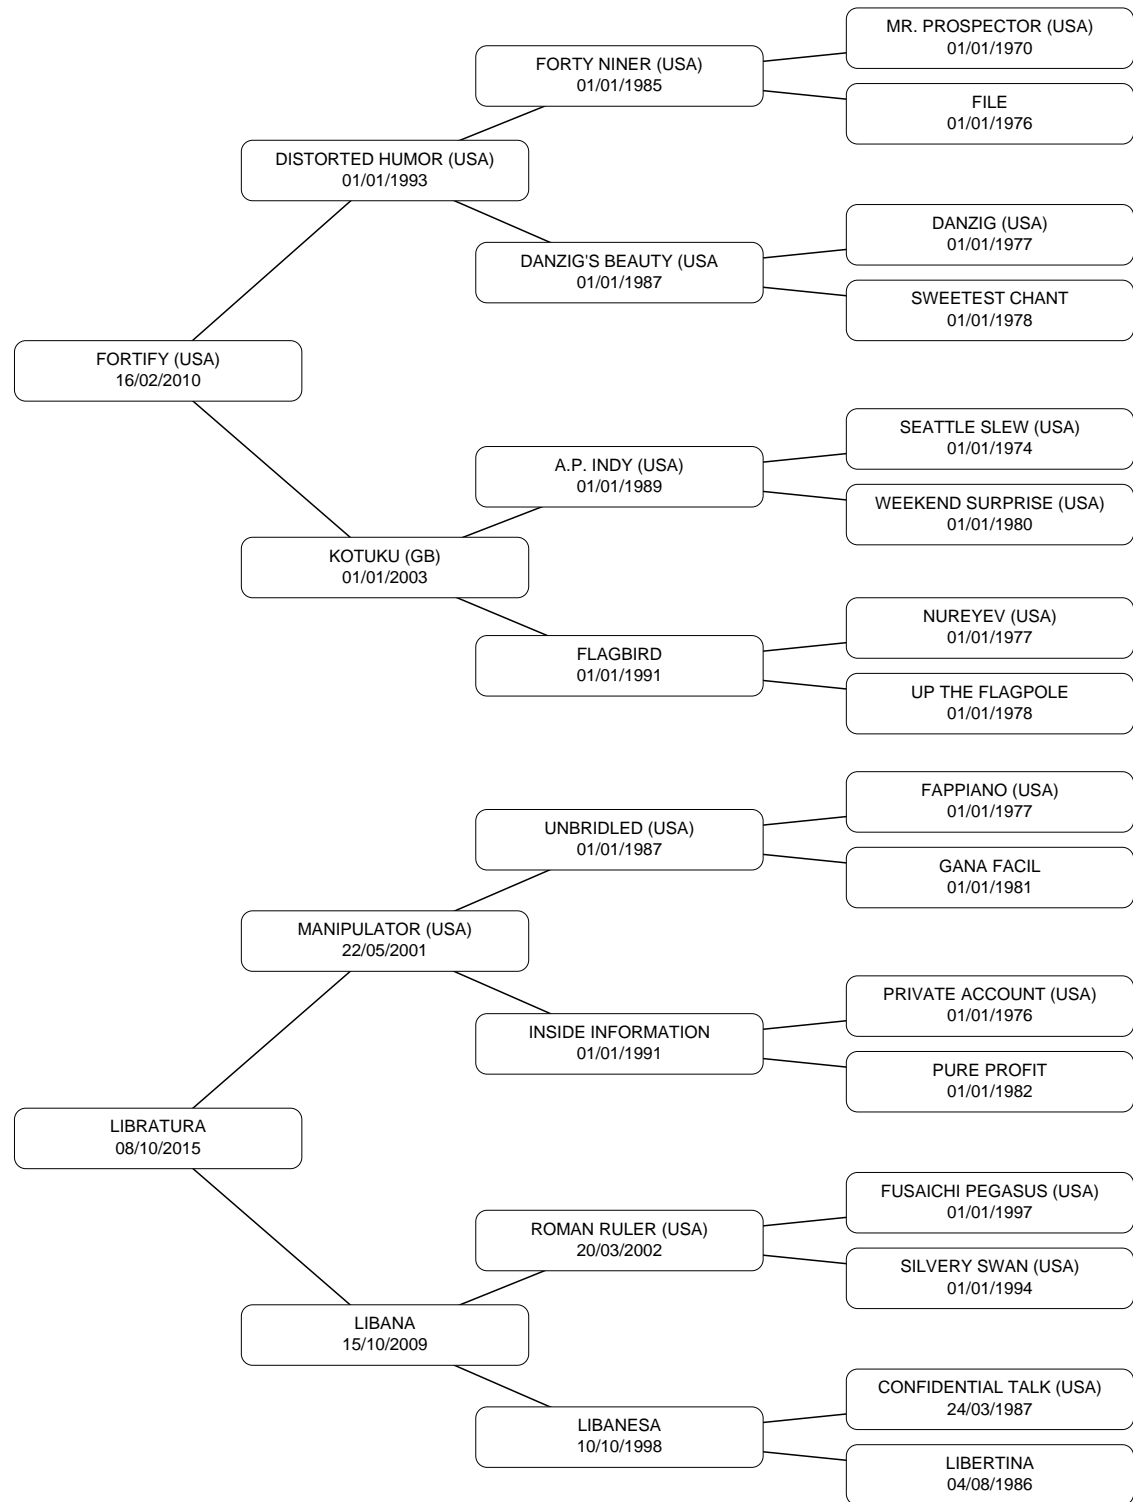 MR. PROSPECTOR (USA)
01/01/1970
FORTY NINER (USA)
01/01/1985
FILE
01/01/1976
DISTORTED HUMOR (USA)
01/01/1993
DANZIG (USA)
01/01/1977
DANZIG'S BEAUTY (USA
01/01/1987
SWEETEST CHANT
01/01/1978
FORTIFY (USA)
16/02/2010
SEATTLE SLEW (USA)
01/01/1974
A.P. INDY (USA)
01/01/1989
WEEKEND SURPRISE (USA)
01/01/1980
KOTUKU (GB)
01/01/2003
NUREYEV (USA)
01/01/1977
FLAGBIRD
01/01/1991
UP THE FLAGPOLE
01/01/1978
FAPPIANO (USA)
01/01/1977
UNBRIDLED (USA)
01/01/1987
GANA FACIL
01/01/1981
MANIPULATOR (USA)
22/05/2001
PRIVATE ACCOUNT (USA)
01/01/1976
INSIDE INFORMATION
01/01/1991
PURE PROFIT
01/01/1982
LIBRATURA
08/10/2015
FUSAICHI PEGASUS (USA)
01/01/1997
ROMAN RULER (USA)
20/03/2002
SILVERY SWAN (USA)
01/01/1994
LIBANA
15/10/2009
CONFIDENTIAL TALK (USA)
24/03/1987
LIBANESA
10/10/1998
LIBERTINA
04/08/1986